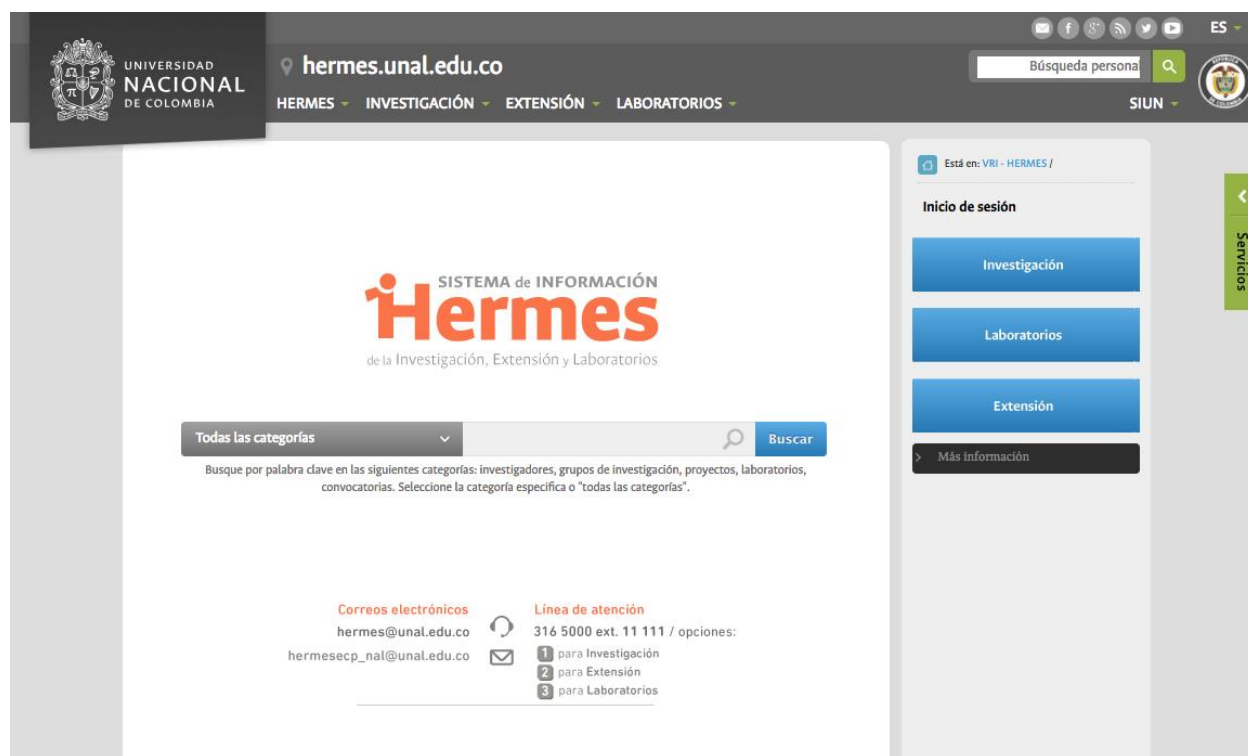 ES
UNIVERSIDAD
NACIONAL
DE COLOMBIA
hermes.unal.edu.co
Búsqueda persona
HERMES INVESTIGACIÓN EXTENSIÓN LABORATORIOS
SIUN
Está en: VRI - HERMES /
Inicio de sesión
Investigación
Laboratorios
Extensión
Más información
Servicios
SISTEMA de INFORMACIÓN
Hermes
de la Investigación, Extensión y Laboratorios
Todas las categorías
Buscar
Busque por palabra clave en las siguientes categorías: investigadores, grupos de investigación, proyectos, laboratorios,
convocatorias. Seleccione la categoría especifica o "todas las categorías".
Correos electrónicos
hermes@unal.edu.co
hermesecp_nal@unal.edu.co
Línea de atención
316 5000 ext. 11 111 / opciones:
1 para Investigación
2 para Extensión
3 para Laboratorios